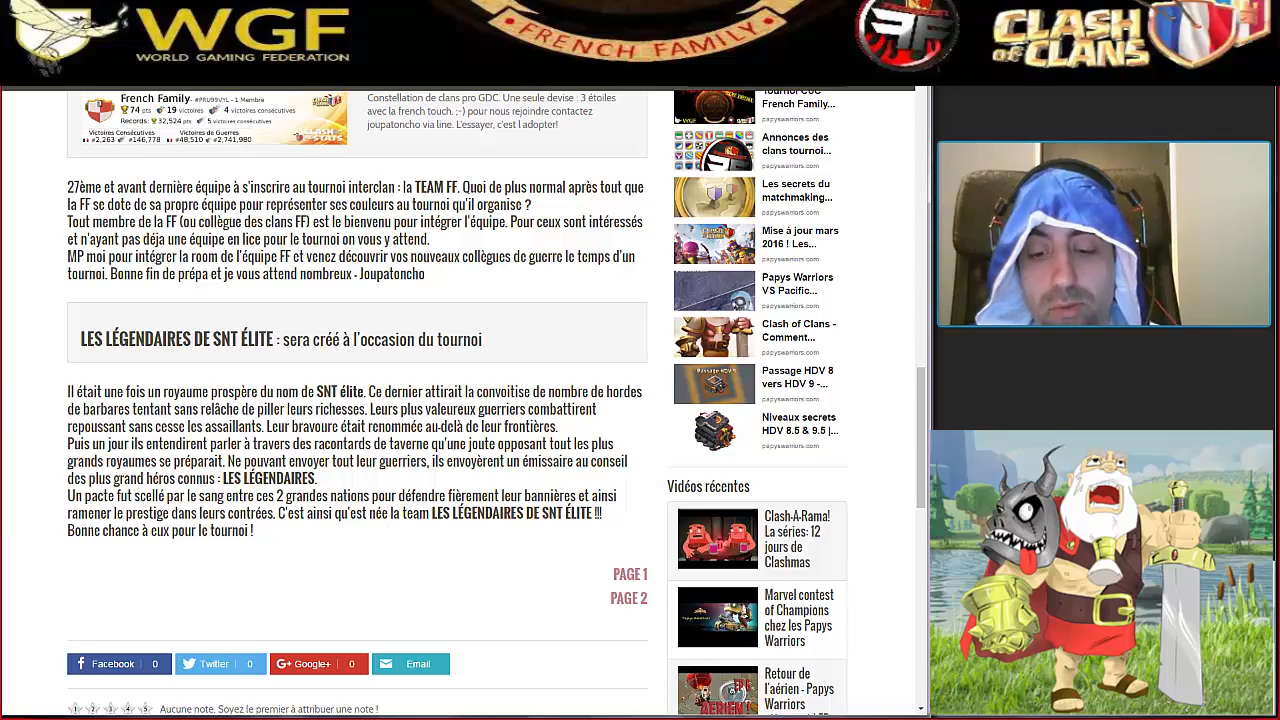 WGF
WORLD GAMING FEDERATION
FRENCH FAMILY
FF
CLASH
OF CLANS
French Family - #PRU99VYL - 1 Membre
74 pts 19 victoires 4 victoires consécutives
Records: 32,524 pts 5 victoires consécutives
Victoires Consécutives Victoires de Guerres
#2,263 #146,778 #48,510 #2,741,980
Constellation de clans pro GDC. Une seule devise : 3 étoiles
avec la french touch. ;-) pour nous rejoindre contactez
joupatoncho via line. L'essayer, c'est l adopter!
27ème et avant dernière équipe à s'inscrire au tournoi interclan : la TEAM FF. Quoi de plus normal après tout que
la FF se dote de sa propre équipe pour représenter ses couleurs au tournoi qu'il organise ?
Tout membre de la FF (ou collègue des clans FF) est le bienvenu pour intégrer l'équipe. Pour ceux sont intéressés
et n'ayant pas déja une équipe en lice pour le tournoi on vous y attend.
MP moi pour intégrer la room de l'équipe FF et venez découvrir vos nouveaux collègues de guerre le temps d'un
tournoi. Bonne fin de prépa et je vous attend nombreux - Joupatoncho
LES LÉGENDAIRES DE SNT ÉLITE : sera créé à l'occasion du tournoi
Il était une fois un royaume prospère du nom de SNT élite. Ce dernier attirait la convoitise de nombre de hordes
de barbares tentant sans relâche de piller leurs richesses. Leurs plus valeureux guerriers combattirent
repoussant sans cesse les assaillants. Leur bravoure était renommée au-delà de leur frontières.
Puis un jour ils entendirent parler à travers des racontards de taverne qu'une joute opposant tout les plus
grands royaumes se préparait. Ne pouvant envoyer tout leur guerriers, ils envoyèrent un émissaire au conseil
des plus grand héros connus : LES LÉGENDAIRES.
Un pacte fut scellé par le sang entre ces 2 grandes nations pour défendre fièrement leur bannières et ainsi
ramener le prestige dans leurs contrées. C'est ainsi qu'est née la team LES LÉGENDAIRES DE SNT ÉLITE !!!
Bonne chance à eux pour le tournoi !
PAGE 1
PAGE 2
Facebook 0
Twitter 0
Google+ 0
Email
1 2 3 4 5 Aucune note. Soyez le premier à attribuer une note !
Tournoi CoC
French Family...
papyswarriors.com
Annonces des
clans tournoi...
papyswarriors.com
Les secrets du
matchmaking...
papyswarriors.com
Mise à jour mars
2016 ! Les...
papyswarriors.com
Papys Warriors
VS Pacific...
papyswarriors.com
Clash of Clans -
Comment...
papyswarriors.com
PASSAGE HDV 9
Passage HDV 8
vers HDV 9 -...
papyswarriors.com
Niveaux secrets
HDV 8.5 & 9.5 |...
papyswarriors.com
Vidéos récentes
Clash-A-Rama!
La séries: 12
jours de
Clashmas
Marvel contest
of Champions
chez les Papys
Warriors
Retour de
l'aérien - Papys
Warriors
AERIEN !